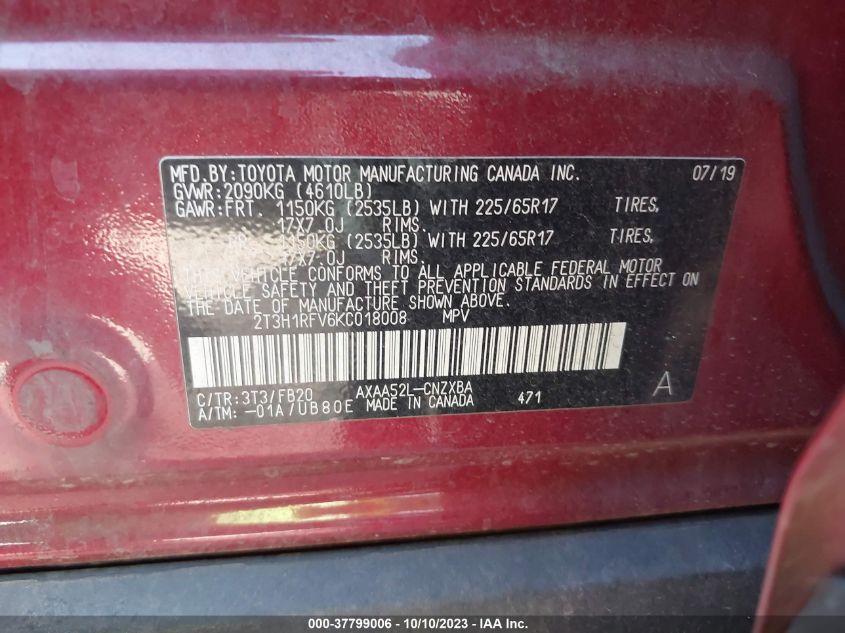 MFD.BY:TOYOTA MOTOR MANUFACTURING CANADA INC. 07/19
GVWR:2090KG (4610LB)
GAWR:FRT. 1150KG (2535LB) WITH 225/65R17 TIRES,
17X7.0J RIMS.
RR. 1150KG (2535LB) WITH 225/65R17 TIRES,
17X7.0J RIMS.
THIS VEHICLE CONFORMS TO ALL APPLICABLE FEDERAL MOTOR
VEHICLE SAFETY AND THEFT PREVENTION STANDARDS IN EFFECT ON
THE DATE OF MANUFACTURE SHOWN ABOVE.
2T3H1RFV6KC018008 MPV
C/TR:3T3/FB20 AXAA52L-CNZXBA
A/TM:-01A/UB80E MADE IN CANADA 471 A
000-37799006 - 10/10/2023 - IAA Inc.